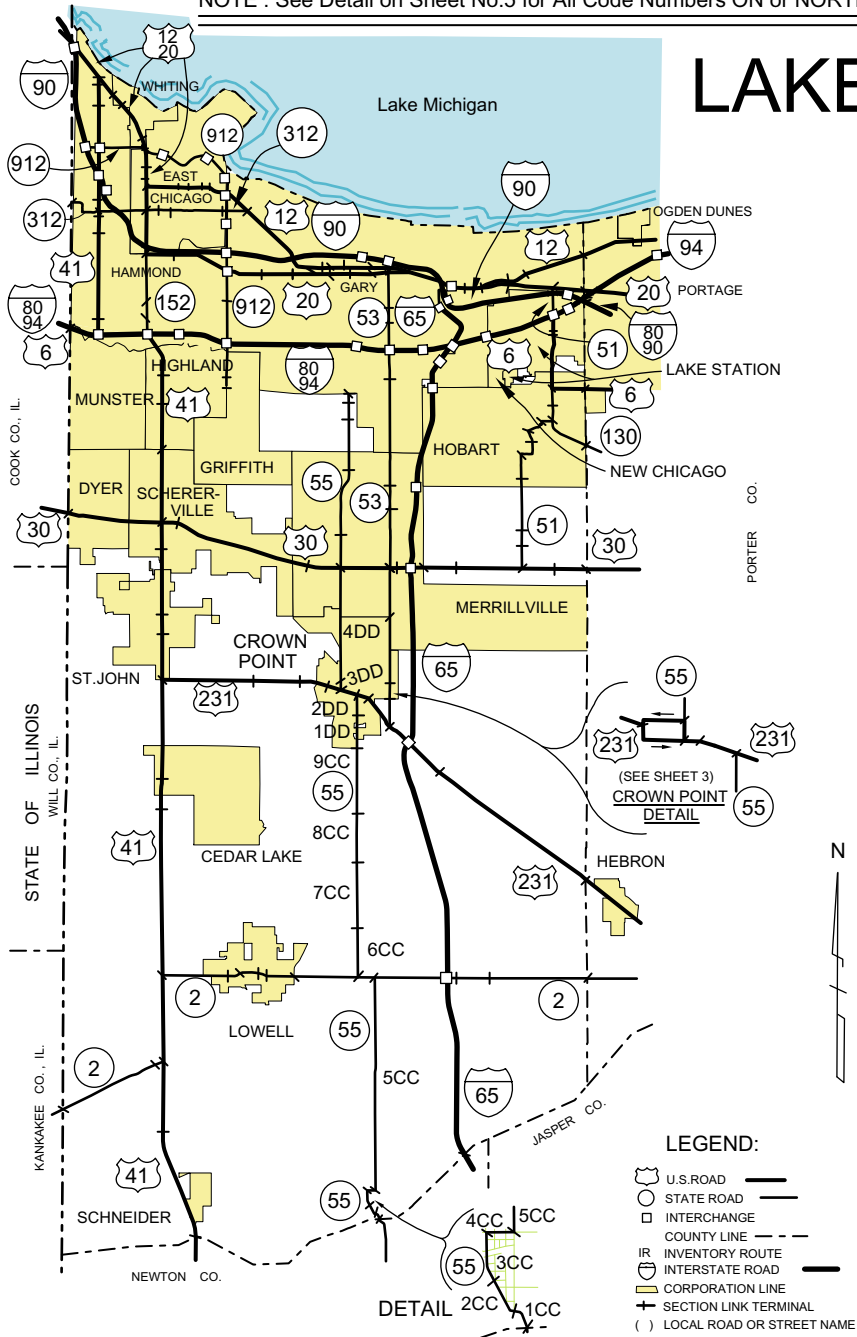 NOTE : See Detail on Sheet No.3 for All Code Numbers ON or NORTH
LAKE
12
20
90
WHITING
Lake Michigan
912
312
912
EAST
CHICAGO
90
312
12
90
OGDEN DUNES
12
94
41
HAMMOND
GARY
20
PORTAGE
152
912
20
53
65
80
94
80
90
51
6
HIGHLAND
80
94
6
LAKE STATION
MUNSTER
41
6
130
HOBART
NEW CHICAGO
COOK CO., IL.
GRIFFITH
DYER
SCHERER-
VILLE
55
53
51
PORTER CO.
30
30
30
MERRILLVILLE
CROWN
POINT
4DD
ST.JOHN
3DD
65
55
231
2DD
1DD
231
231
9CC
(SEE SHEET 3)
CROWN POINT
DETAIL
55
55
STATE OF ILLINOIS
WILL CO., IL.
41
8CC
CEDAR LAKE
HEBRON
N
231
7CC
6CC
2
2
LOWELL
55
2
5CC
KANKAKEE CO., IL.
65
JASPER CO.
41
SCHNEIDER
55
NEWTON CO.
4CC
5CC
55
3CC
2CC
1CC
DETAIL
LEGEND:
U.S.ROAD
STATE ROAD
INTERCHANGE
COUNTY LINE
IR INVENTORY ROUTE
INTERSTATE ROAD
CORPORATION LINE
SECTION LINK TERMINAL
( ) LOCAL ROAD OR STREET NAME